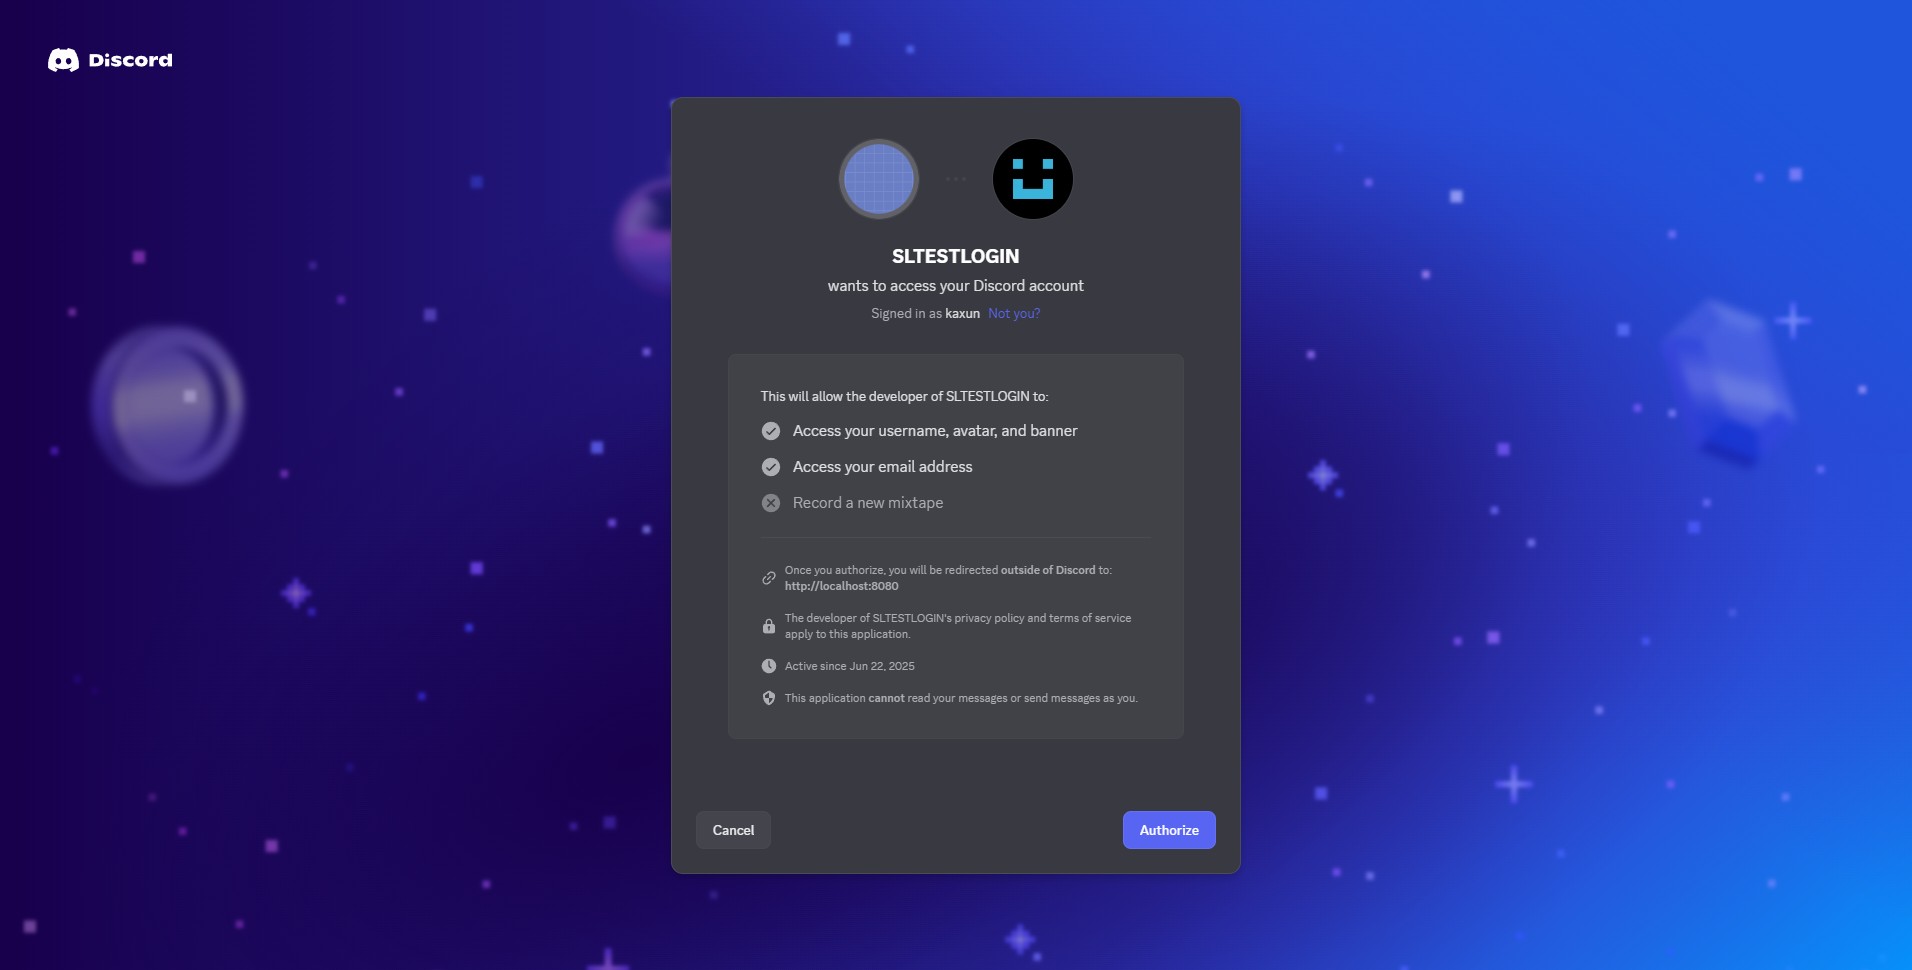 Discord
SLTESTLOGIN
wants to access your Discord account
Signed in as kaxun Not you?
This will allow the developer of SLTESTLOGIN to:
Access your username, avatar, and banner
Access your email address
Record a new mixtape
Once you authorize, you will be redirected outside of Discord to:
http://localhost:8080
The developer of SLTESTLOGIN's privacy policy and terms of service
apply to this application.
Active since Jun 22, 2025
This application cannot read your messages or send messages as you.
Cancel
Authorize